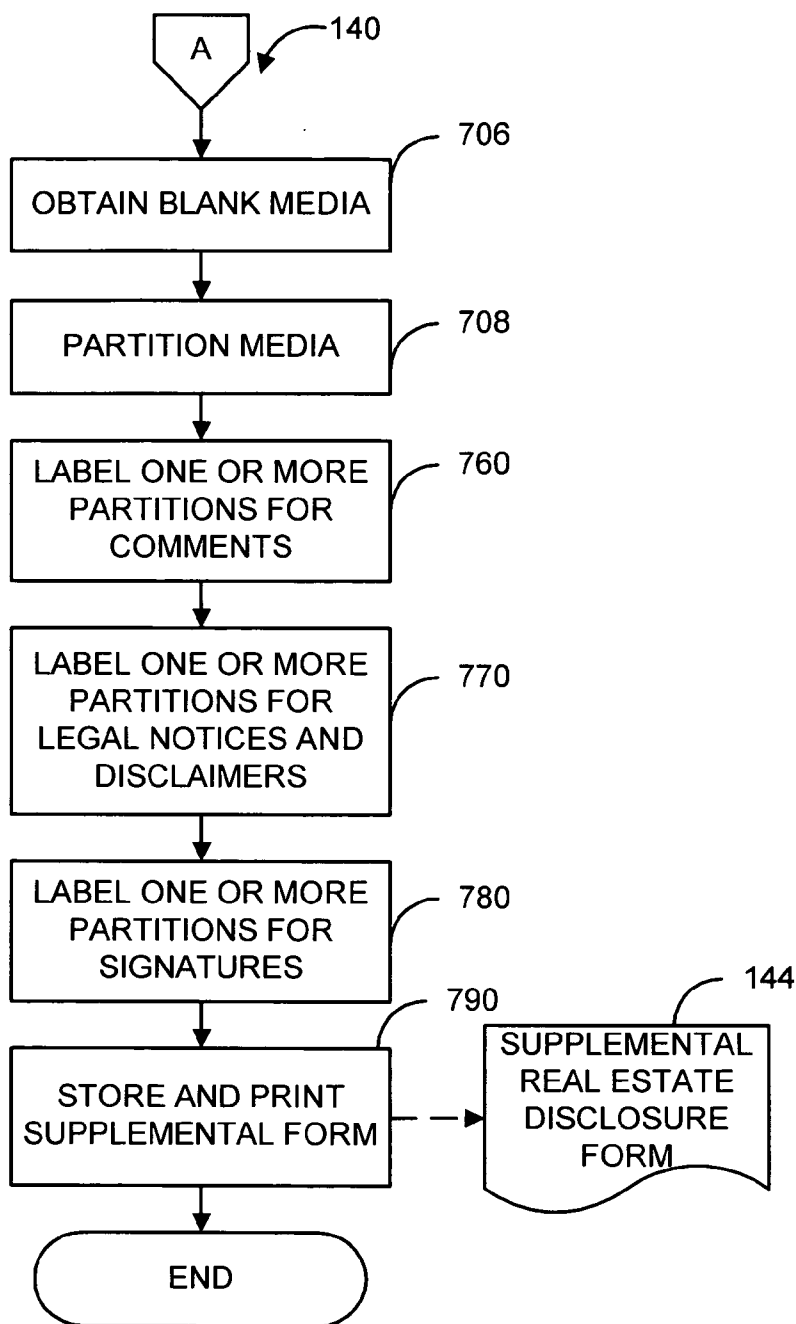 A
140
706
OBTAIN BLANK MEDIA
708
PARTITION MEDIA
760
LABEL ONE OR MORE
PARTITIONS FOR
COMMENTS
770
LABEL ONE OR MORE
PARTITIONS FOR
LEGAL NOTICES AND
DISCLAIMERS
780
LABEL ONE OR MORE
PARTITIONS FOR
SIGNATURES
790
STORE AND PRINT
SUPPLEMENTAL FORM
144
SUPPLEMENTAL
REAL ESTATE
DISCLOSURE
FORM
END